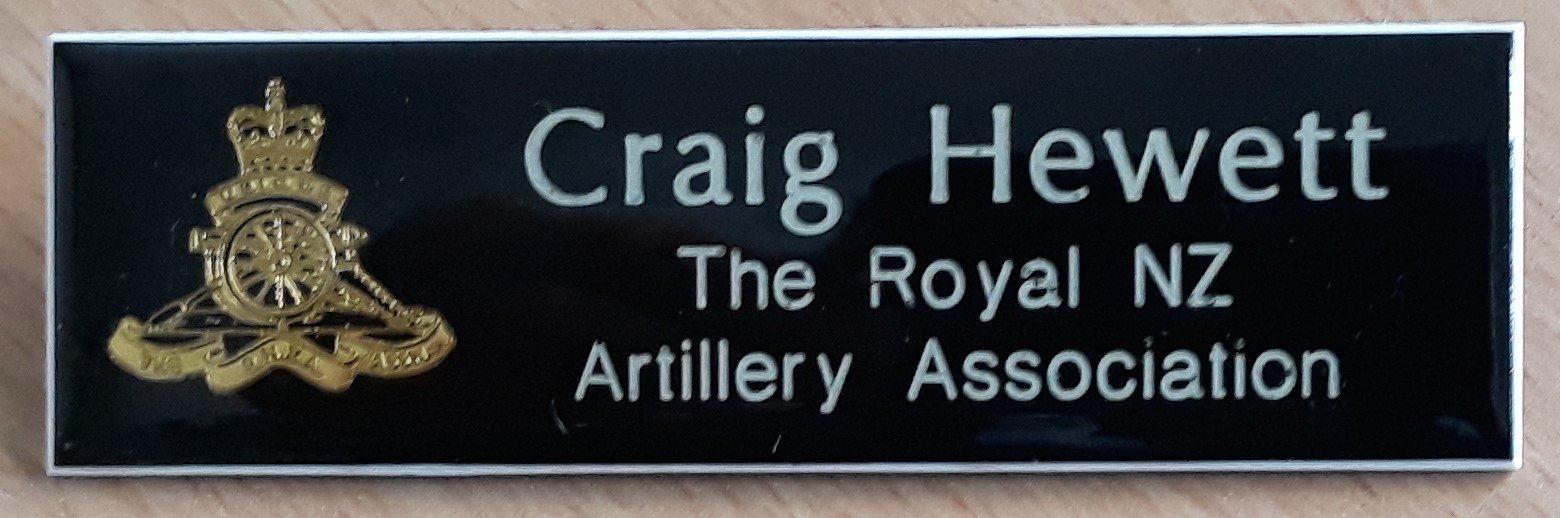 Craig Hewett
The Royal NZ
Artillery Association